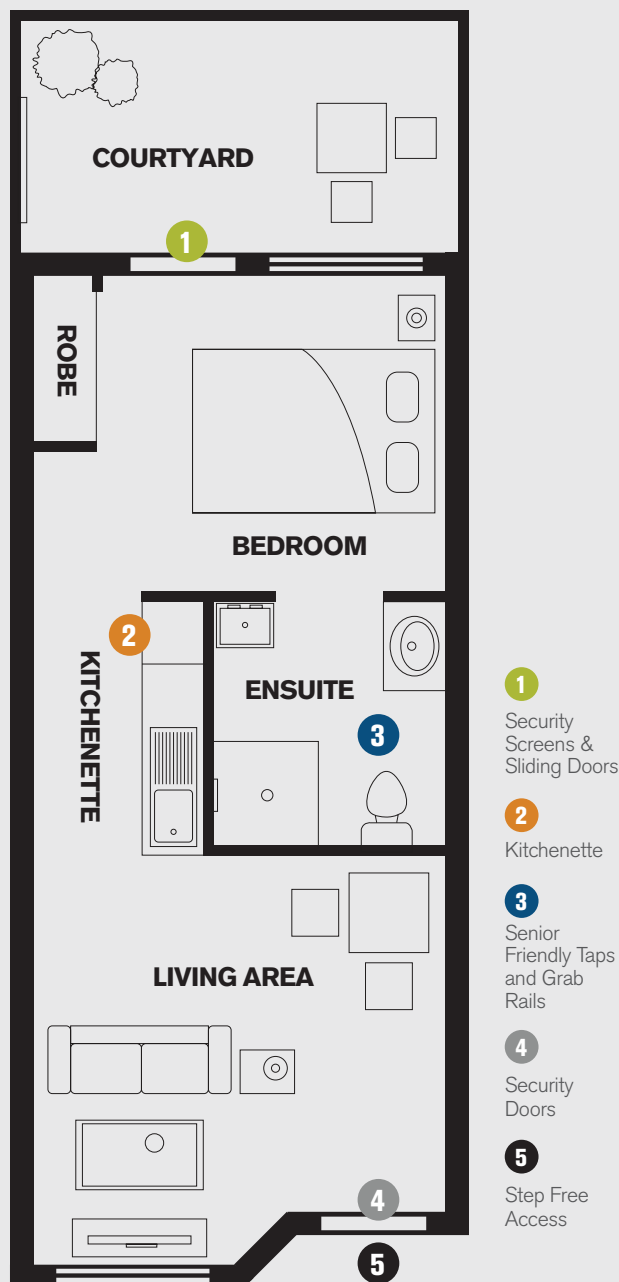 COURTYARD
1
ROBE
BEDROOM
2
KITCHENETTE
ENSUITE
3
LIVING AREA
4
5
1
Security
Screens &
Sliding Doors
2
Kitchenette
3
Senior
Friendly Taps
and Grab
Rails
4
Security
Doors
5
Step Free
Access